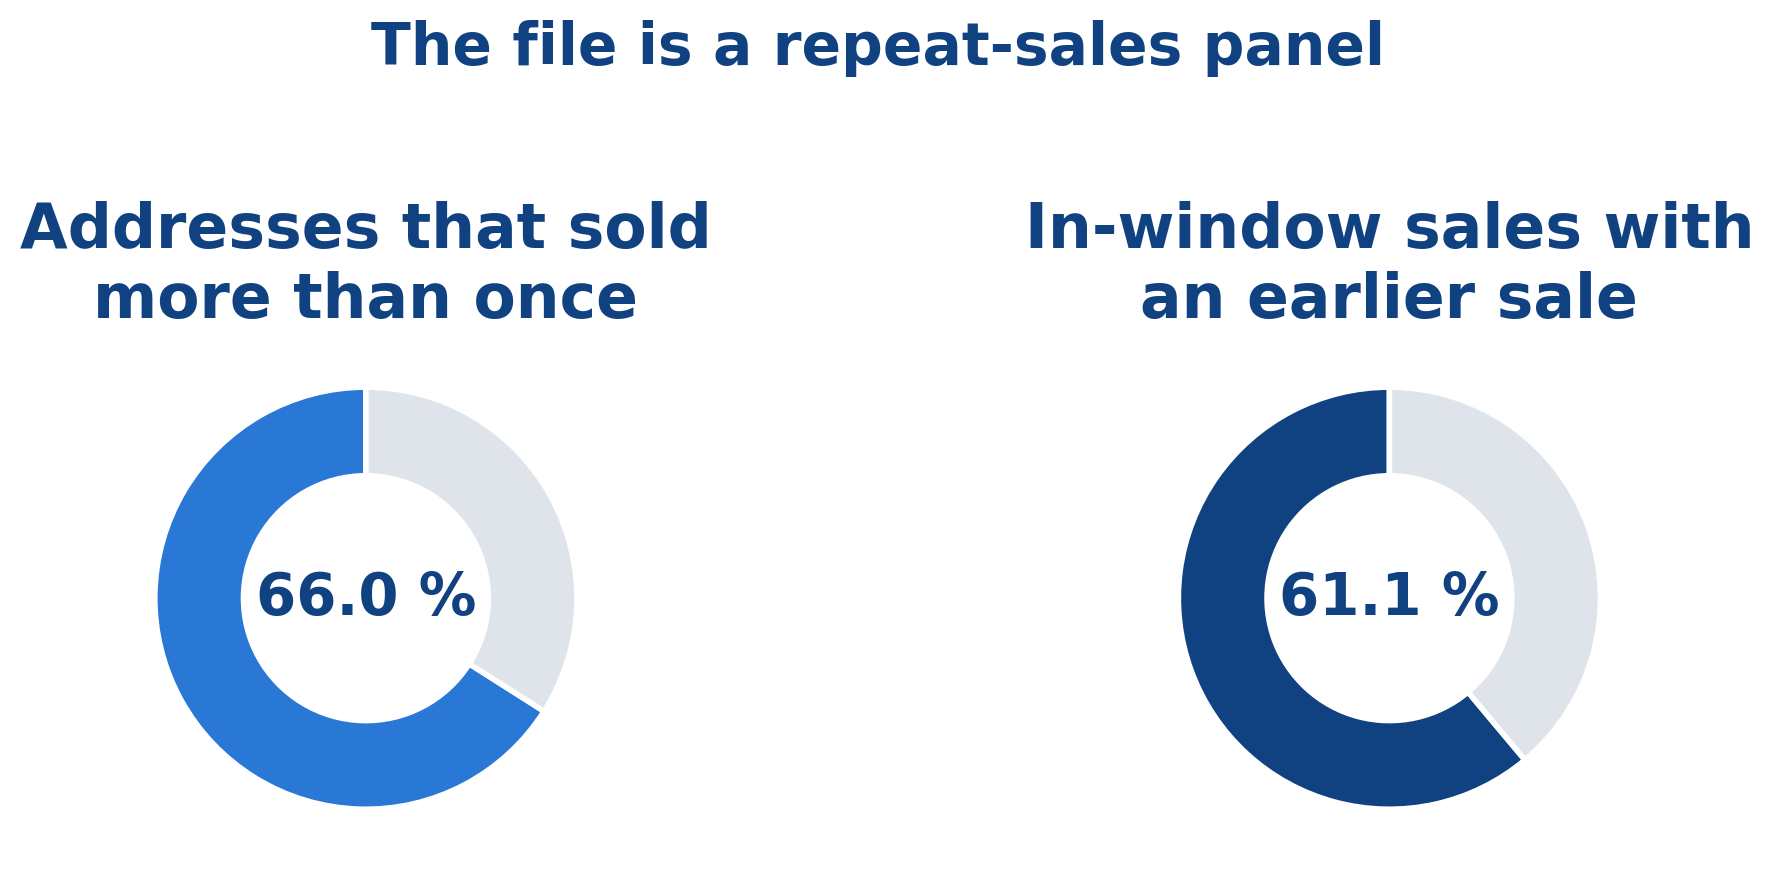 The file is a repeat-sales panel
Addresses that sold
more than once
66.0 %
In-window sales with
an earlier sale
61.1 %